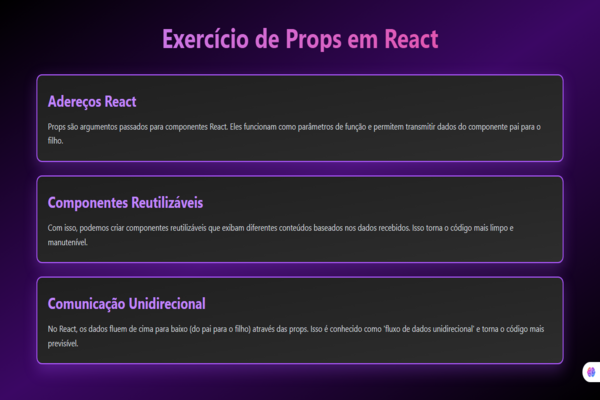 Exercício de Props em React
Adereços React
Props são argumentos passados para componentes React. Eles funcionam como parâmetros de função e permitem transmitir dados do componente pai para o
filho.
Componentes Reutilizáveis
Com isso, podemos criar componentes reutilizáveis que exibam diferentes conteúdos baseados nos dados recebidos. Isso torna o código mais limpo e
manutenível.
Comunicação Unidirecional
No React, os dados fluem de cima para baixo (do pai para o filho) através das props. Isso é conhecido como 'fluxo de dados unidirecional' e torna o código mais
previsível.